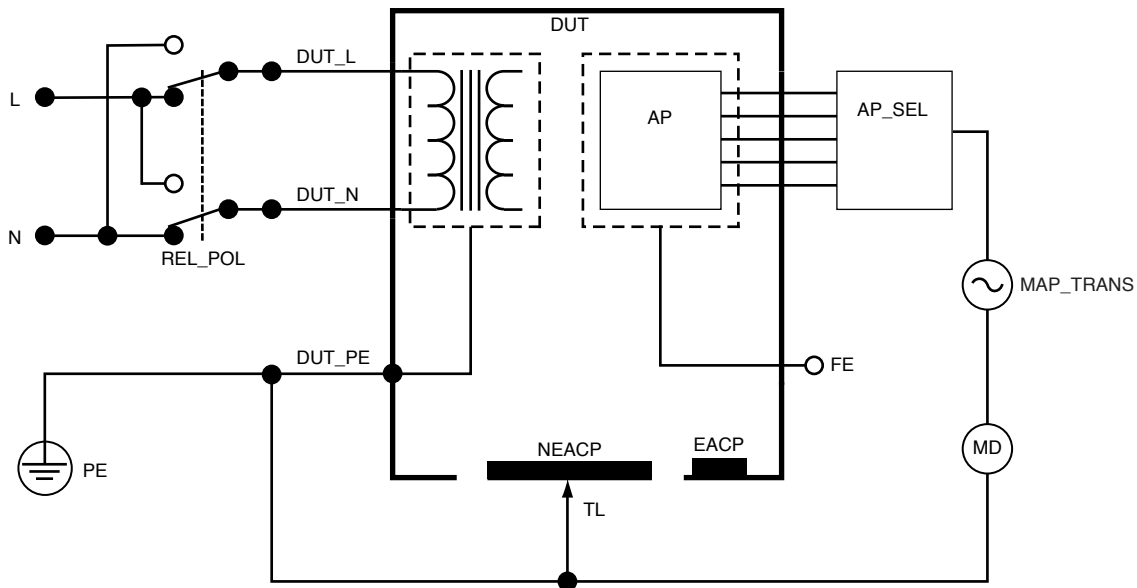 DUT
DUT_L
L
AP
AP_SEL
DUT_N
N
REL_POL
MAP_TRANS
DUT_PE
FE
NEACP
EACP
MD
PE
TL